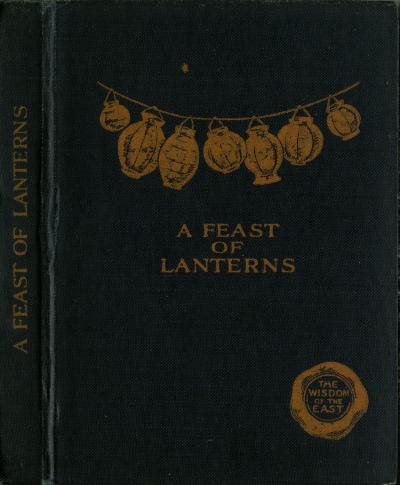 A FEAST OF LANTERNS
A FEAST
OF
LANTERNS
THE
WISDOM
OF THE
EAST